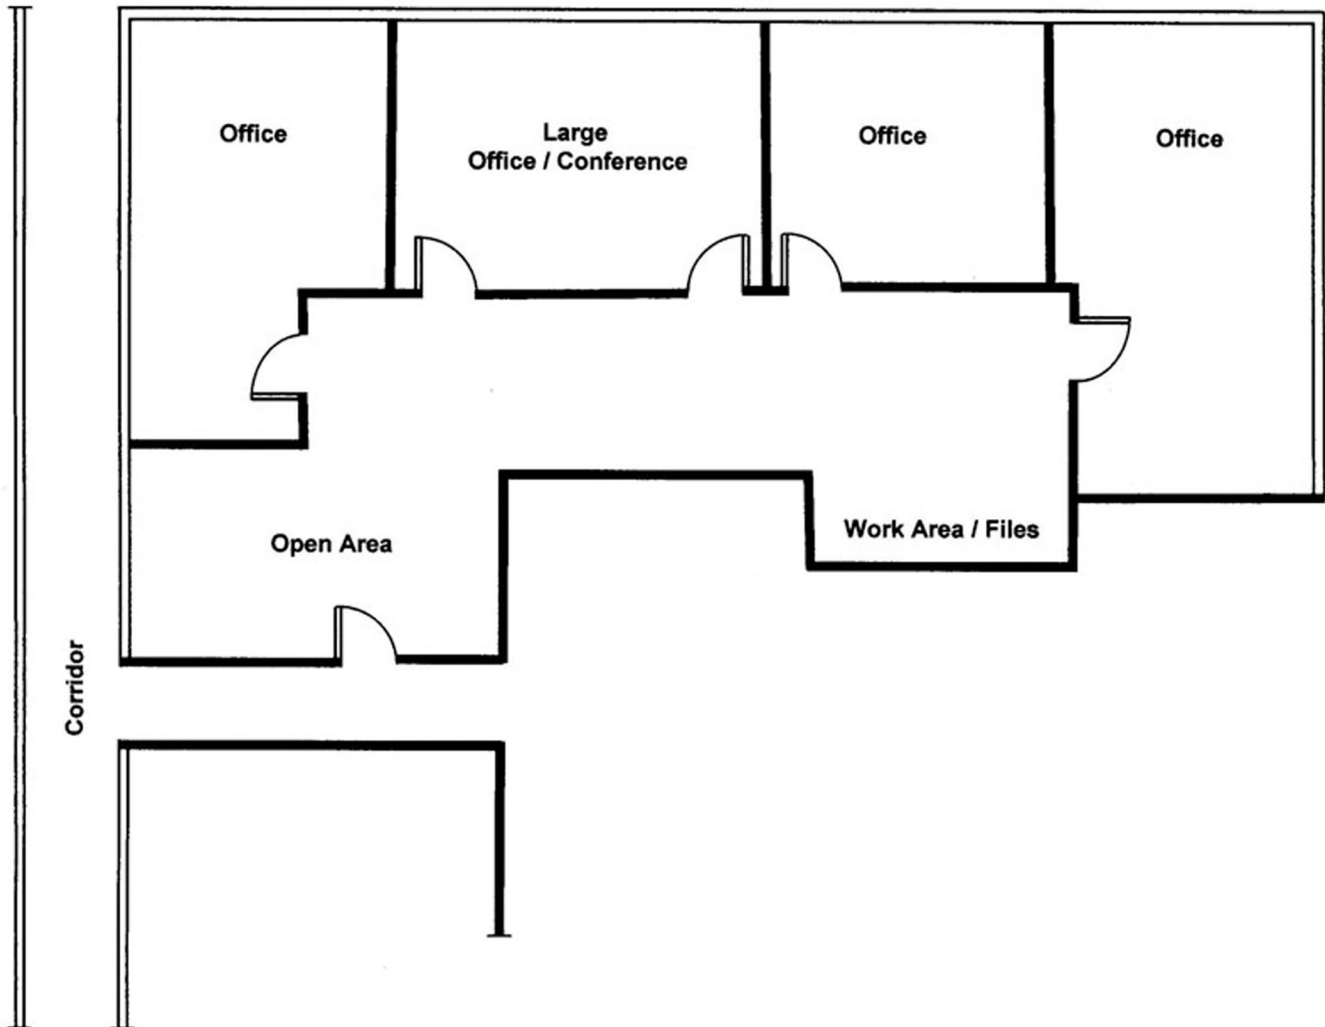 Office
Large
Office / Conference
Office
Office
Open Area
Work Area / Files
Corridor